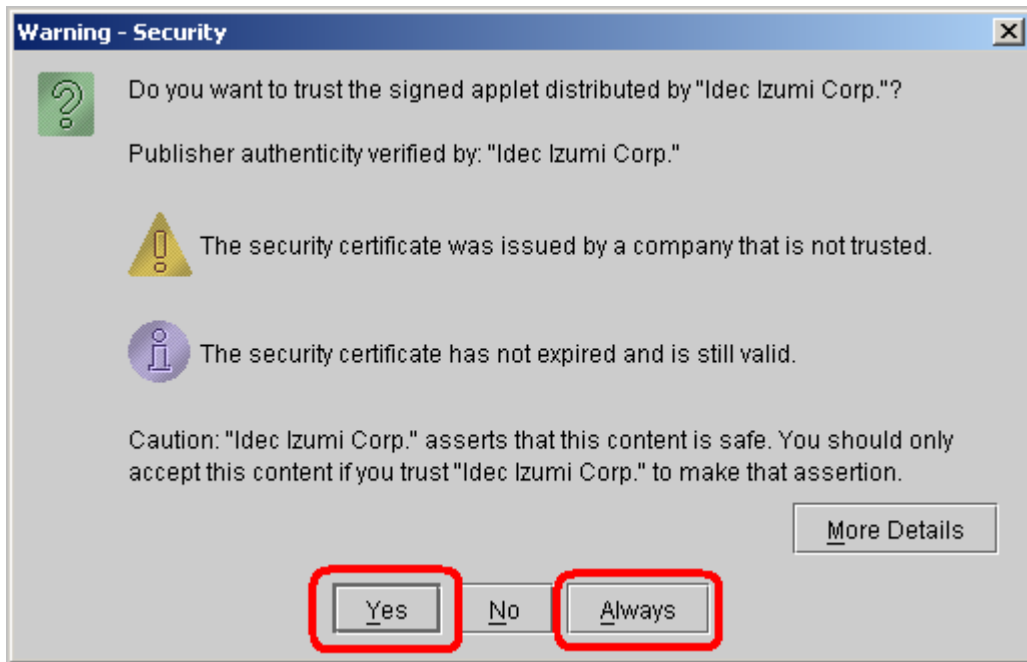 Warning - Security
Do you want to trust the signed applet distributed by "Idec Izumi Corp."?
Publisher authenticity verified by: "Idec Izumi Corp."
The security certificate was issued by a company that is not trusted.
The security certificate has not expired and is still valid.
Caution: "Idec Izumi Corp." asserts that this content is safe. You should only
accept this content if you trust "Idec Izumi Corp." to make that assertion.
More Details
Yes No Always